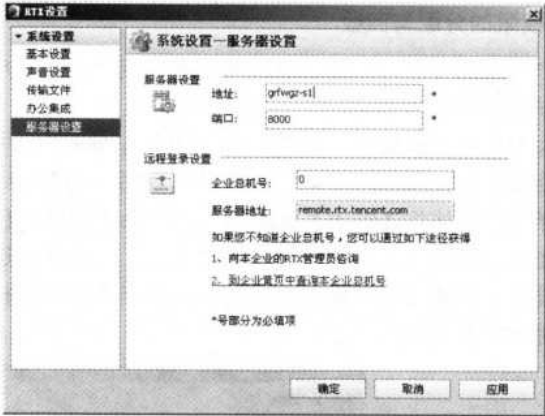 RTX设置
系统设置
基本设置
声音设置
传输文件
办公集成
服务器设置
系统设置—服务器设置
服务器设置
地址: grfwgz-s1 *
端口: 8000 *
远程登录设置
企业总机号: 0
服务器地址: remote.rtx.tencent.com
如果您不知道企业总机号，您可以通过如下途径获得
1、向本企业的RTX管理员咨询
2、到企业黄页中查询本企业总机号
*号部分为必填项
确定 取消 应用